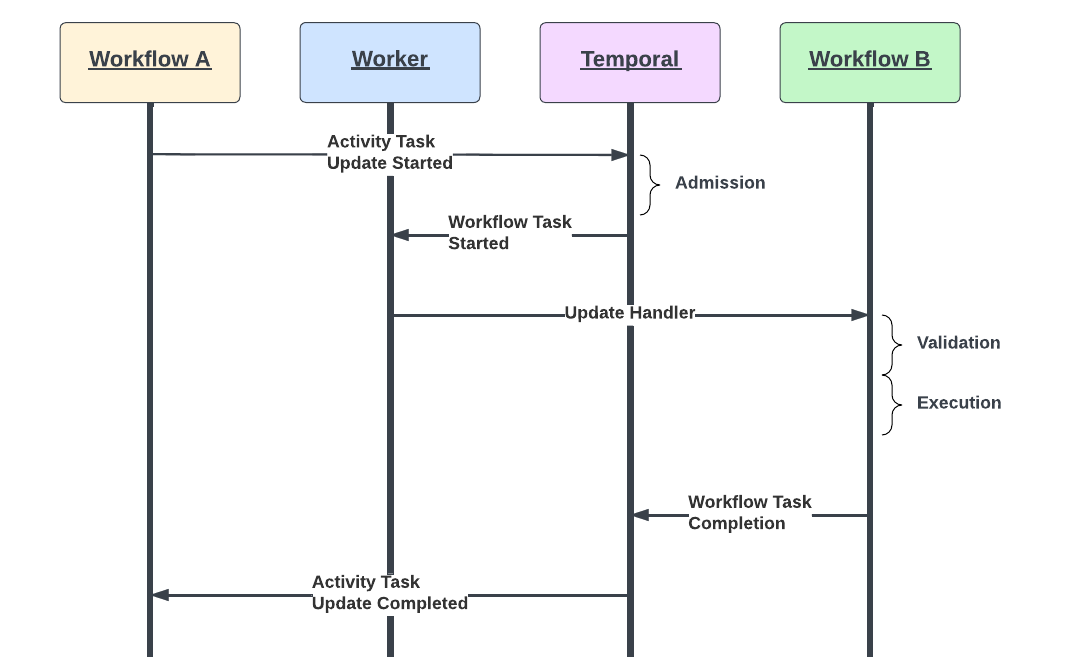 Workflow A
Worker
Temporal
Workflow B
Activity Task
Update Started
Admission
Workflow Task
Started
Update Handler
Validation
Execution
Workflow Task
Completion
Activity Task
Update Completed